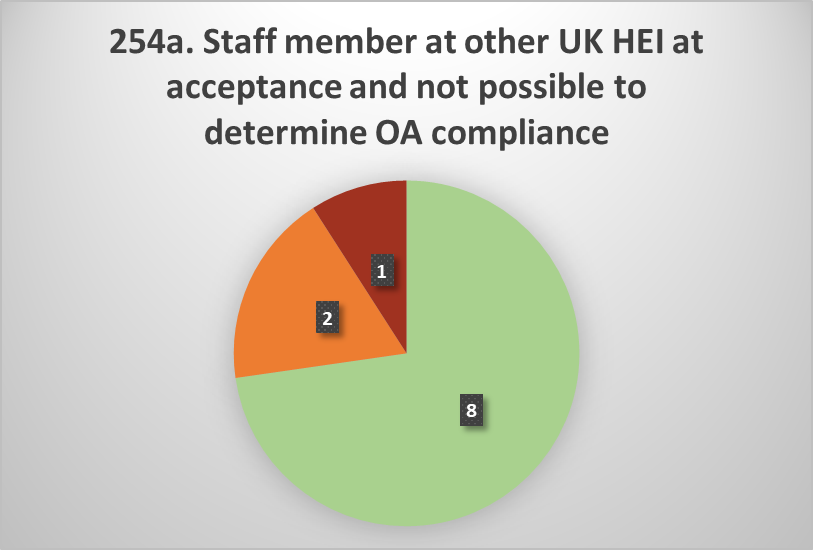 254a. Staff member at other UK HEI at
acceptance and not possible to
determine OA compliance
1
2
8